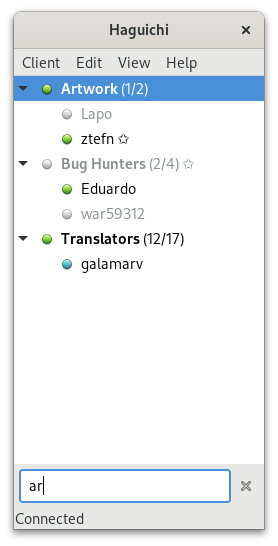 Haguichi
Client Edit View Help
Artwork (1/2)
Lapo
ztefn ✩
Bug Hunters (2/4) ✩
Eduardo
war59312
Translators (12/17)
galamarv
ar
Connected